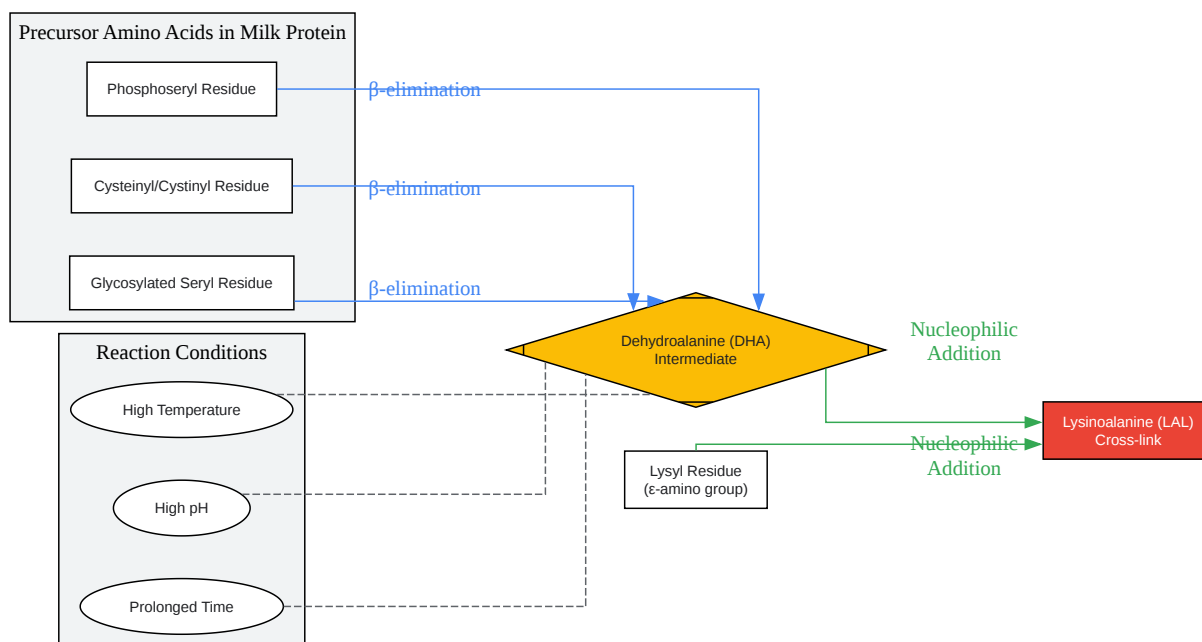 Precursor Amino Acids in Milk Protein
Phosphoseryl Residue
β-elimination
Cysteinyl/Cystinyl Residue
β-elimination
Glycosylated Seryl Residue
β-elimination
Reaction Conditions
High Temperature
High pH
Prolonged Time
Dehydroalanine (DHA)
Intermediate
Nucleophilic
Addition
Lysyl Residue
(ε-amino group)
Nucleophilic
Addition
Lysinoalanine (LAL)
Cross-link